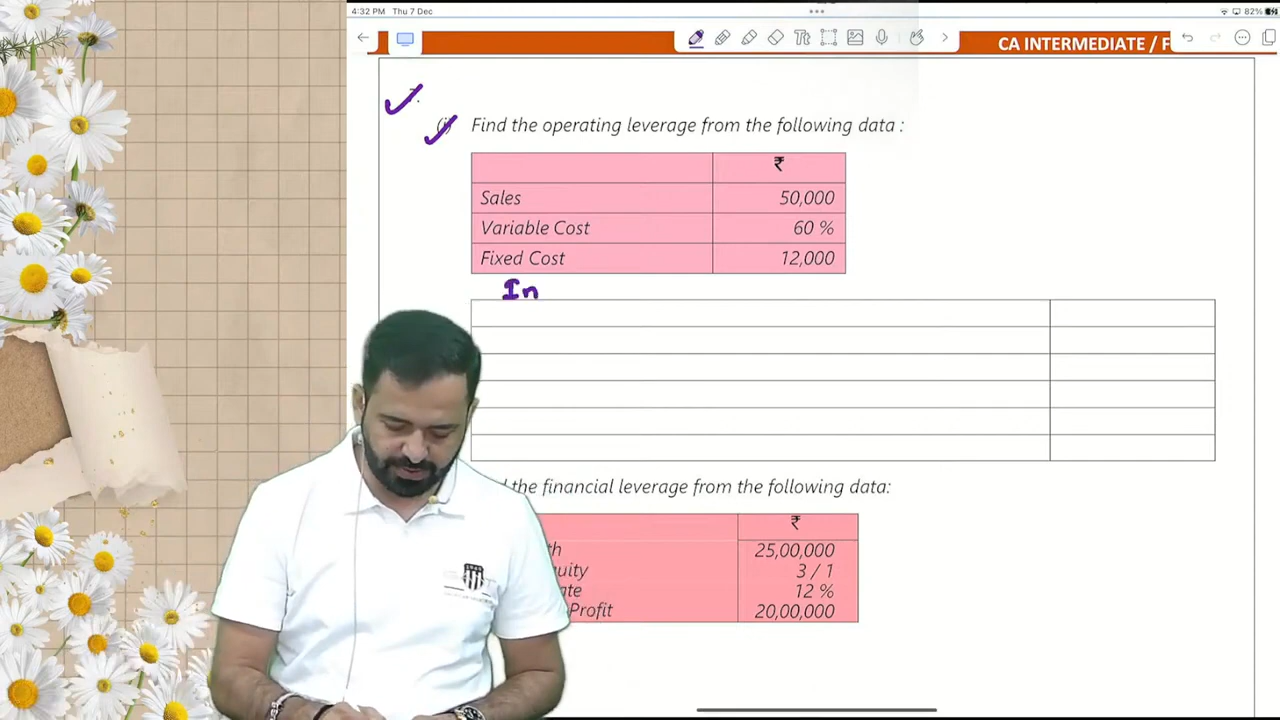 4:32 PM Thu 7 Dec
82%
Tt
CA INTERMEDIATE / F
Find the operating leverage from the following data :
₹
Sales 50,000
Variable Cost 60 %
Fixed Cost 12,000
In
the financial leverage from the following data:
₹
25,00,000
3 / 1
12 %
Profit 20,00,000